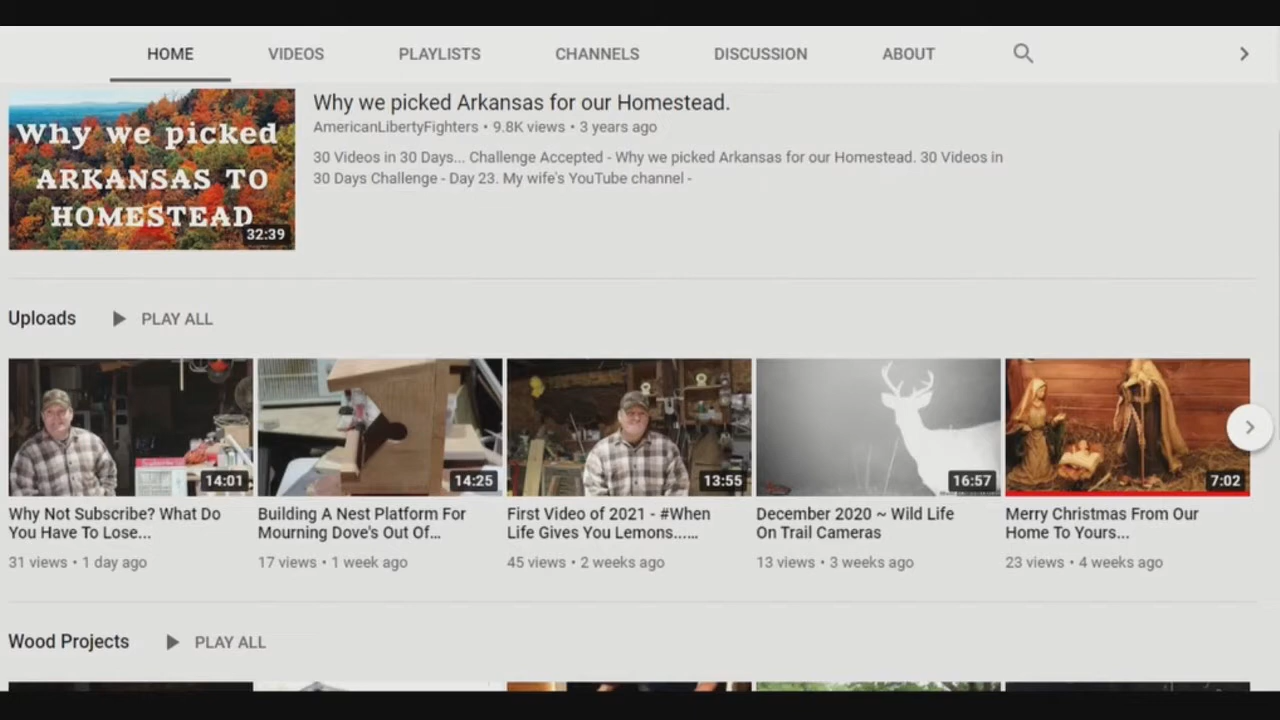 HOME VIDEOS PLAYLISTS CHANNELS DISCUSSION ABOUT
Why we picked
ARKANSAS TO
HOMESTEAD
32:39
Why we picked Arkansas for our Homestead.
AmericanLibertyFighters • 9.8K views • 3 years ago
30 Videos in 30 Days... Challenge Accepted - Why we picked Arkansas for our Homestead. 30 Videos in
30 Days Challenge - Day 23. My wife's YouTube channel -
Uploads PLAY ALL
14:01
Why Not Subscribe? What Do
You Have To Lose...
31 views • 1 day ago
14:25
Building A Nest Platform For
Mourning Dove's Out Of...
17 views • 1 week ago
13:55
First Video of 2021 - #When
Life Gives You Lemons......
45 views • 2 weeks ago
16:57
December 2020 ~ Wild Life
On Trail Cameras
13 views • 3 weeks ago
7:02
Merry Christmas From Our
Home To Yours...
23 views • 4 weeks ago
Wood Projects PLAY ALL